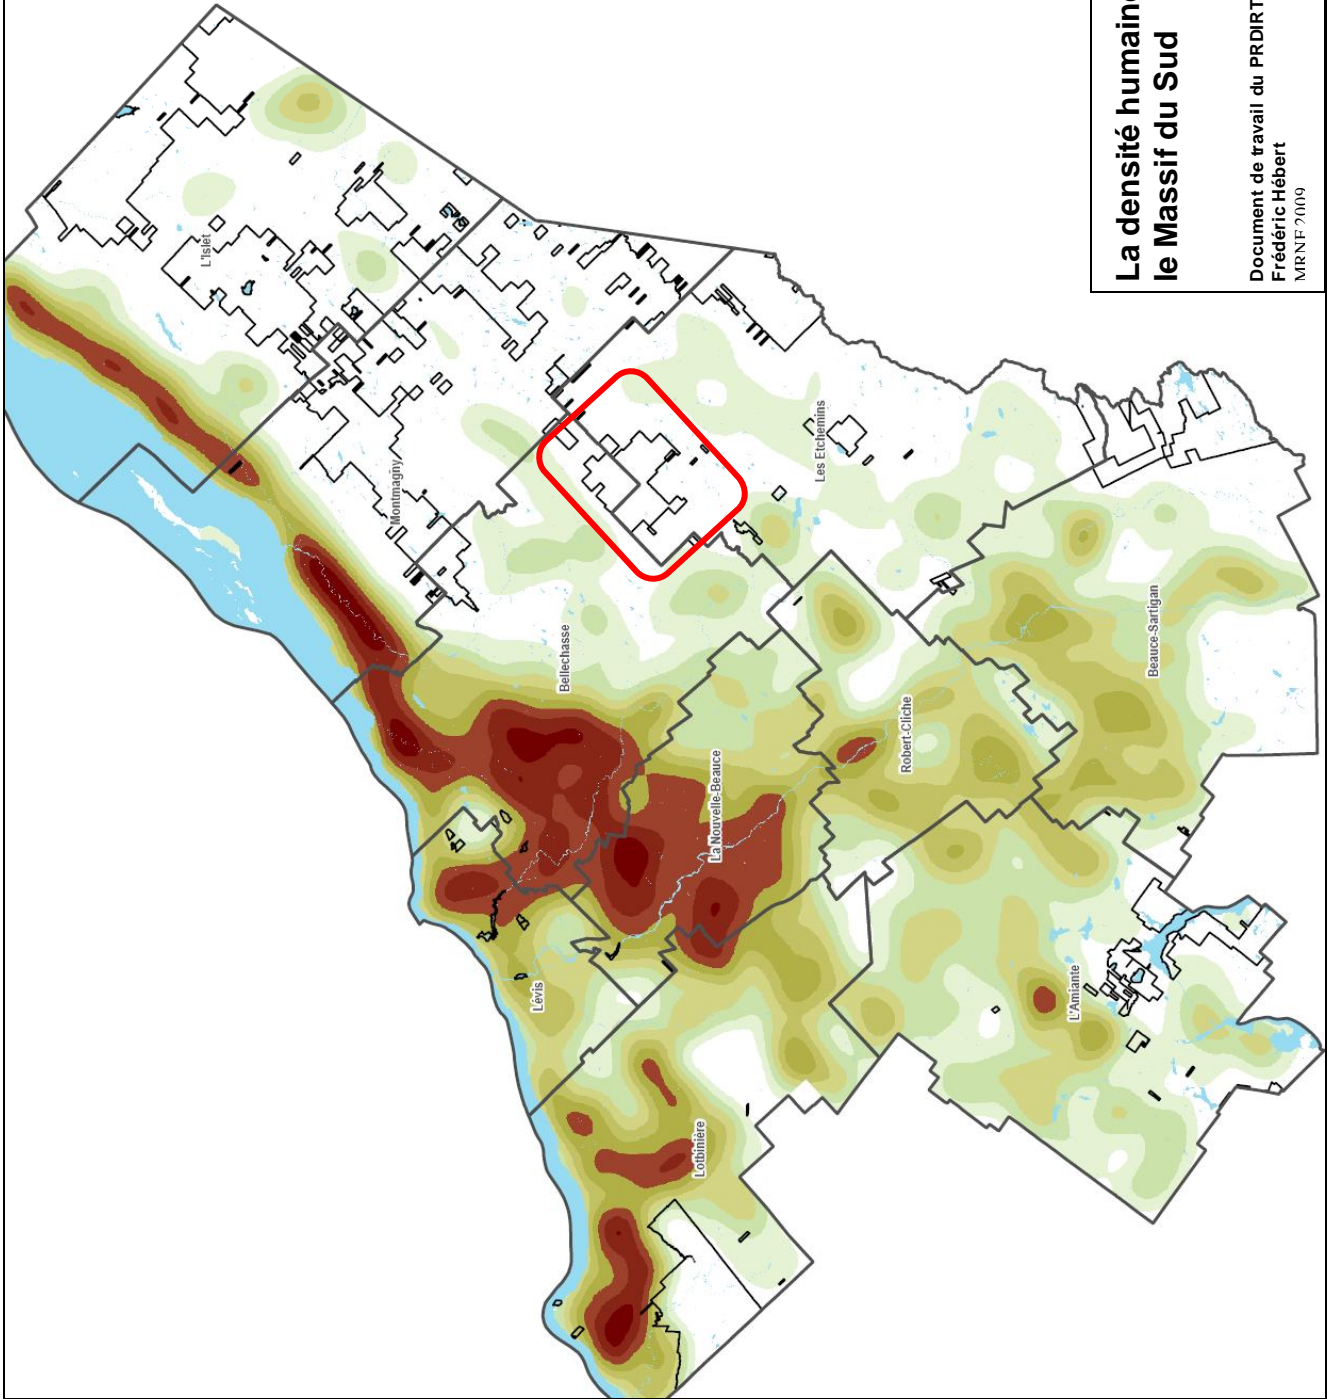 La densité humaine
le Massif du Sud
Document de travail du PRDIRT
Frédéric Hébert
MRNF 2009
L'Islet
Montmagny
Bellechasse
Les Etchemins
Lévis
La Nouvelle-Beauce
Robert-Cliche
Beauce-Sartigan
Lotbinière
L'Amiante